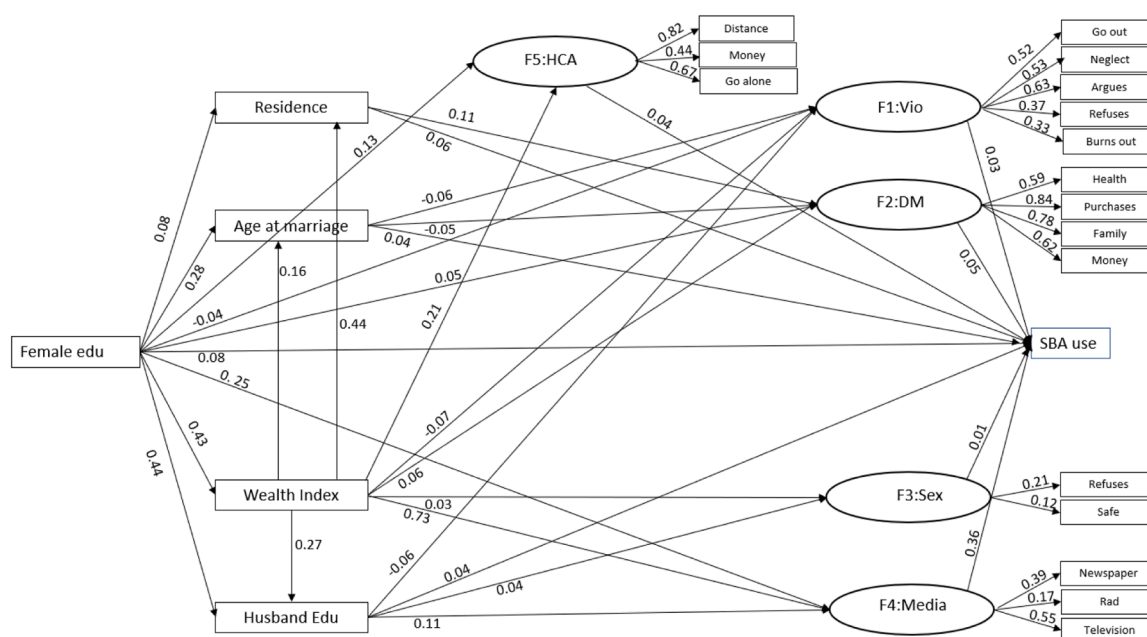 Go out
Distance
0.82
F5:HCA
0.44
Money
0.52
Neglect
0.67
Go alone
0.53
0.63
Argues
Residence
0.11
0.04
F1:Vio
0.37
Refuses
0.33
Burns out
0.13
0.06
0.03
0.59
Health
-0.06
F2:DM
0.84
Purchases
0.08
Age at marriage
0.04
-0.05
0.78
Family
0.62
Money
0.28
0.16
0.05
0.05
-0.04
0.44
0.21
Female edu
0.08
SBA use
0.25
0.43
-0.07
0.44
0.06
0.01
Wealth Index
0.03
F3:Sex
0.21
Refuses
0.73
0.12
Safe
0.27
0.36
-0.06
0.04
0.04
0.39
Newspaper
Husband Edu
0.11
F4:Media
0.17
Rad
0.55
Television